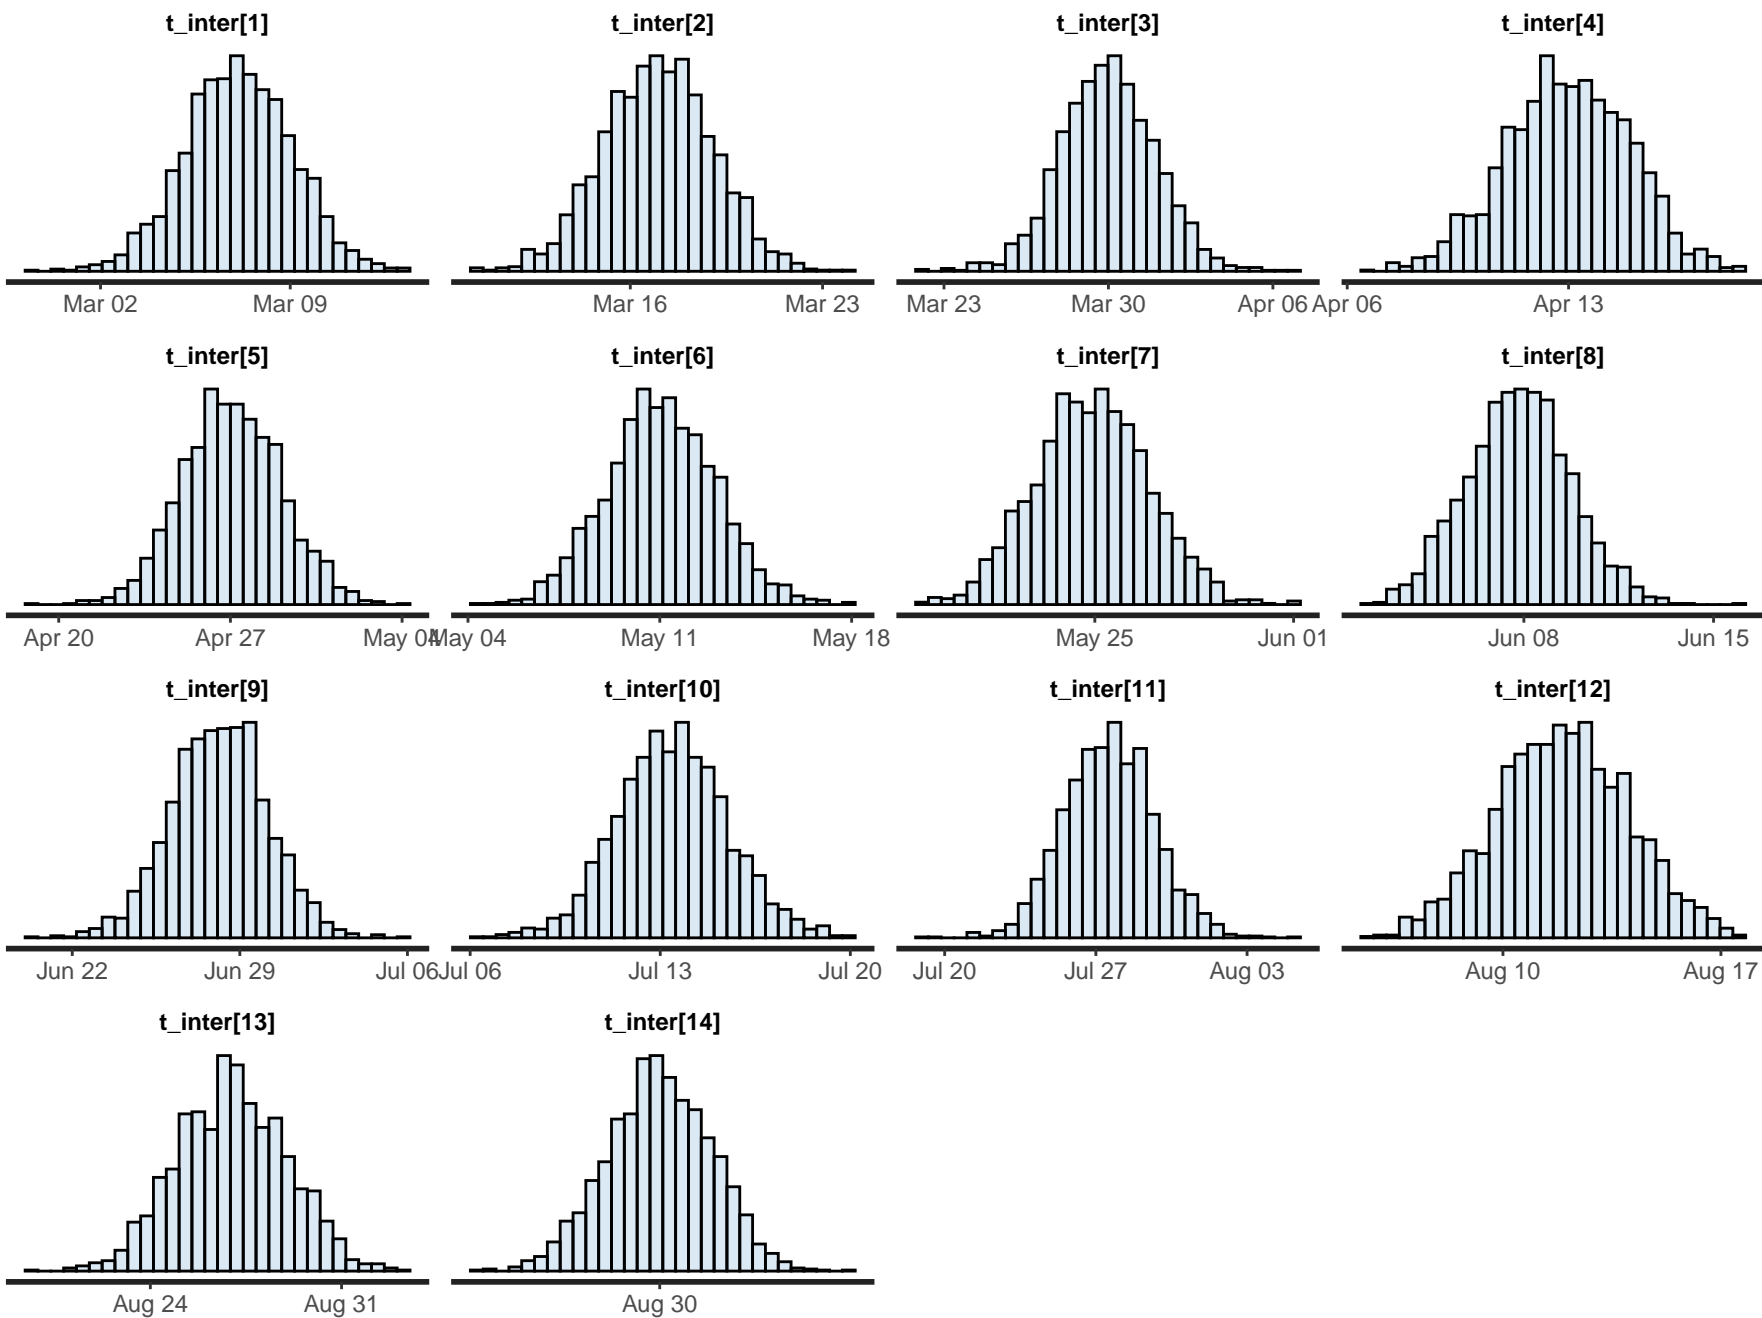 t_inter[1] t_inter[2] t_inter[3] t_inter[4]
Mar 02 Mar 09 Mar 16 Mar 23 Mar 23 Mar 30 Apr 06 Apr 06 Apr 13
t_inter[5] t_inter[6] t_inter[7] t_inter[8]
Apr 20 Apr 27 May 04 May 04 May 11 May 18 May 25 Jun 01 Jun 08 Jun 15
t_inter[9] t_inter[10] t_inter[11] t_inter[12]
Jun 22 Jun 29 Jul 06 Jul 06 Jul 13 Jul 20 Jul 20 Jul 27 Aug 03 Aug 10 Aug 17
t_inter[13] t_inter[14]
Aug 24 Aug 31 Aug 30